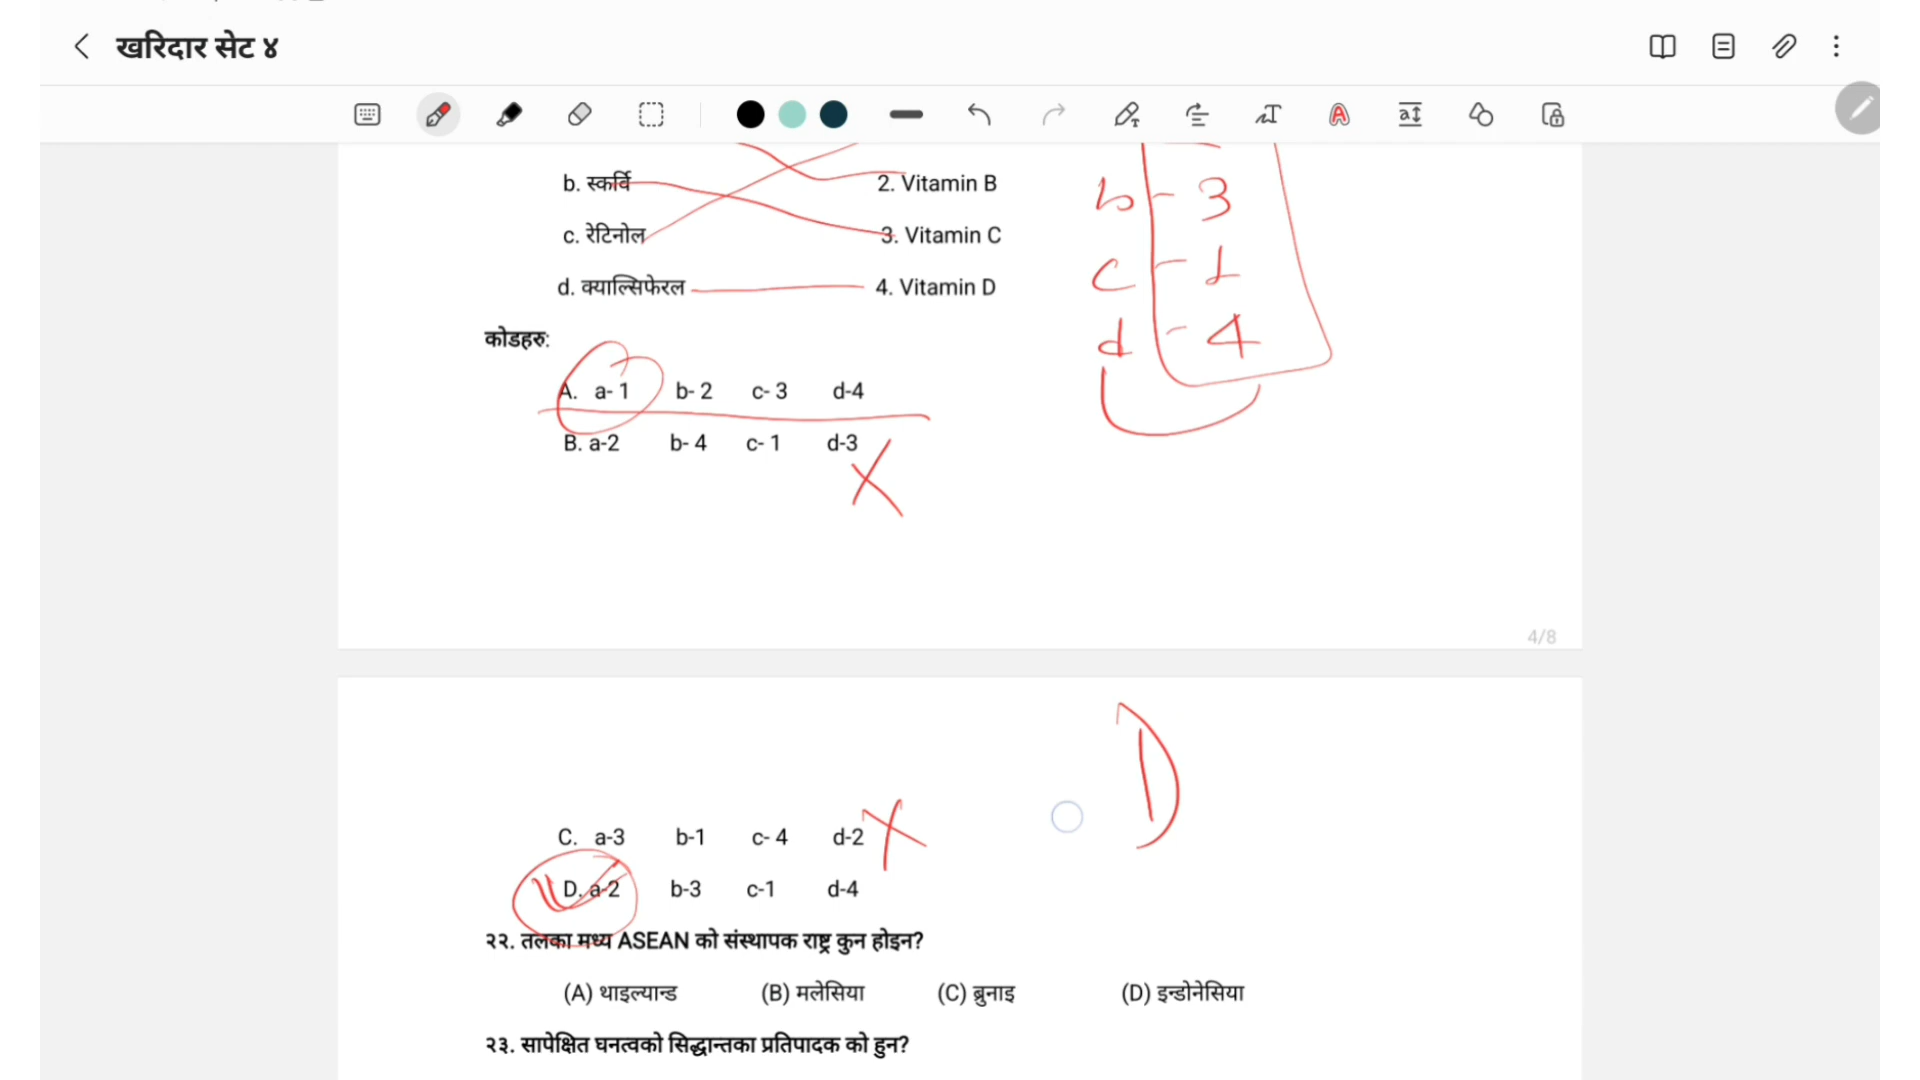 खरिदार सेट ४
b. स्कर्वि 2. Vitamin B b - 3
c. रेटिनोल 3. Vitamin C c - 1
d. क्याल्सिफेरल 4. Vitamin D d - 4
कोडहरु:
A. a- 1 b- 2 c- 3 d-4
B. a-2 b- 4 c- 1 d-3
4/8
D
C. a-3 b-1 c- 4 d-2
D. a-2 b-3 c-1 d-4
२२. तलका मध्य ASEAN को संस्थापक राष्ट्र कुन होइन?
(A) थाइल्यान्ड (B) मलेसिया (C) ब्रुनाइ (D) इन्डोनेसिया
२३. सापेक्षित घनत्वको सिद्धान्तका प्रतिपादक को हुन?